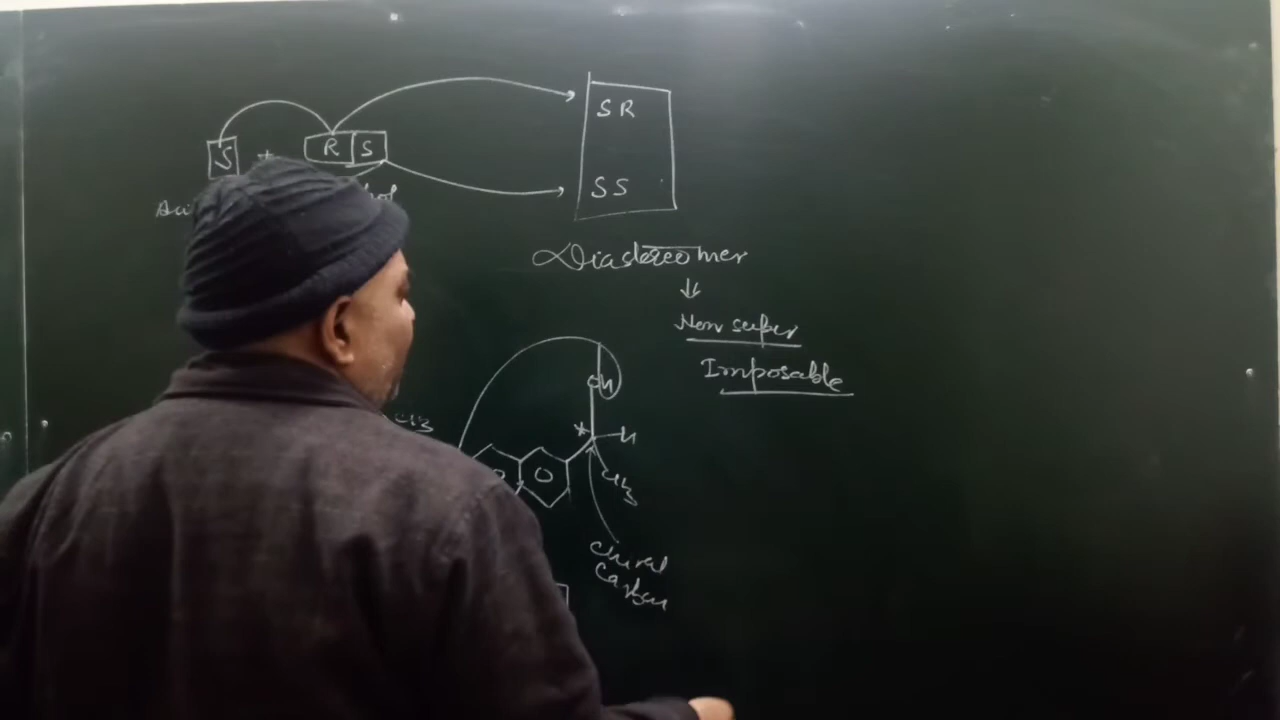 S R
S + R S
S S
Diastereomer
⇓
Non super
Imposable
OH
CH3
* H
O
CH3
Chiral
Carbon